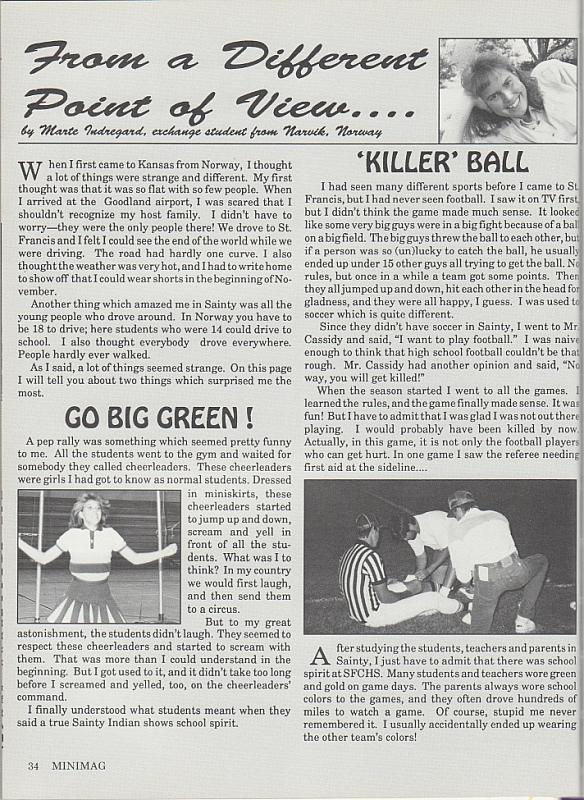 From a Different
Point of View....
by Marte Indregard, exchange student from Narvik, Norway
When I first came to Kansas from Norway, I thought
a lot of things were strange and different. My first
thought was that it was so flat with so few people. When
I arrived at the Goodland airport, I was scared that I
shouldn't recognize my host family. I didn't have to
worry—they were the only people there! We drove to St.
Francis and I felt I could see the end of the world while we
were driving. The road had hardly one curve. I also
thought the weather was very hot, and I had to write home
to show off that I could wear shorts in the beginning of No-
vember.
Another thing which amazed me in Sainty was all the
young people who drove around. In Norway you have to
be 18 to drive; here students who were 14 could drive to
school. I also thought everybody drove everywhere.
People hardly ever walked.
As I said, a lot of things seemed strange. On this page
I will tell you about two things which surprised me the
most.
GO BIG GREEN !
A pep rally was something which seemed pretty funny
to me. All the students went to the gym and waited for
somebody they called cheerleaders. These cheerleaders
were girls I had got to know as normal students. Dressed
in miniskirts, these
cheerleaders started
to jump up and down,
scream and yell in
front of all the stu-
dents. What was I to
think? In my country
we would first laugh,
and then send them
to a circus.
But to my great
astonishment, the students didn't laugh. They seemed to
respect these cheerleaders and started to scream with
them. That was more than I could understand in the
beginning. But I got used to it, and it didn't take too long
before I screamed and yelled, too, on the cheerleaders'
command.
I finally understood what students meant when they
said a true Sainty Indian shows school spirit.
'KILLER' BALL
I had seen many different sports before I came to St.
Francis, but I had never seen football. I saw it on TV first,
but I didn't think the game made much sense. It looked
like some very big guys were in a big fight because of a ball
on a big field. The big guys threw the ball to each other, but
if a person was so (un)lucky to catch the ball, he usually
ended up under 15 other guys all trying to get the ball. No
rules, but once in a while a team got some points. Then
they all jumped up and down, hit each other in the head for
gladness, and they were all happy, I guess. I was used to
soccer which is quite different.
Since they didn't have soccer in Sainty, I went to Mr.
Cassidy and said, "I want to play football." I was naive
enough to think that high school football couldn't be that
rough. Mr. Cassidy had another opinion and said, "No
way, you will get killed!"
When the season started I went to all the games. I
learned the rules, and the game finally made sense. It was
fun! But I have to admit that I was glad I was not out there
playing. I would probably have been killed by now.
Actually, in this game, it is not only the football players
who can get hurt. In one game I saw the referee needing
first aid at the sideline....
After studying the students, teachers and parents in
Sainty, I just have to admit that there was school
spirit at SFCHS. Many students and teachers wore green
and gold on game days. The parents always wore school
colors to the games, and they often drove hundreds of
miles to watch a game. Of course, stupid me never
remembered it. I usually accidentally ended up wearing
the other team's colors!
34 MINIMAG